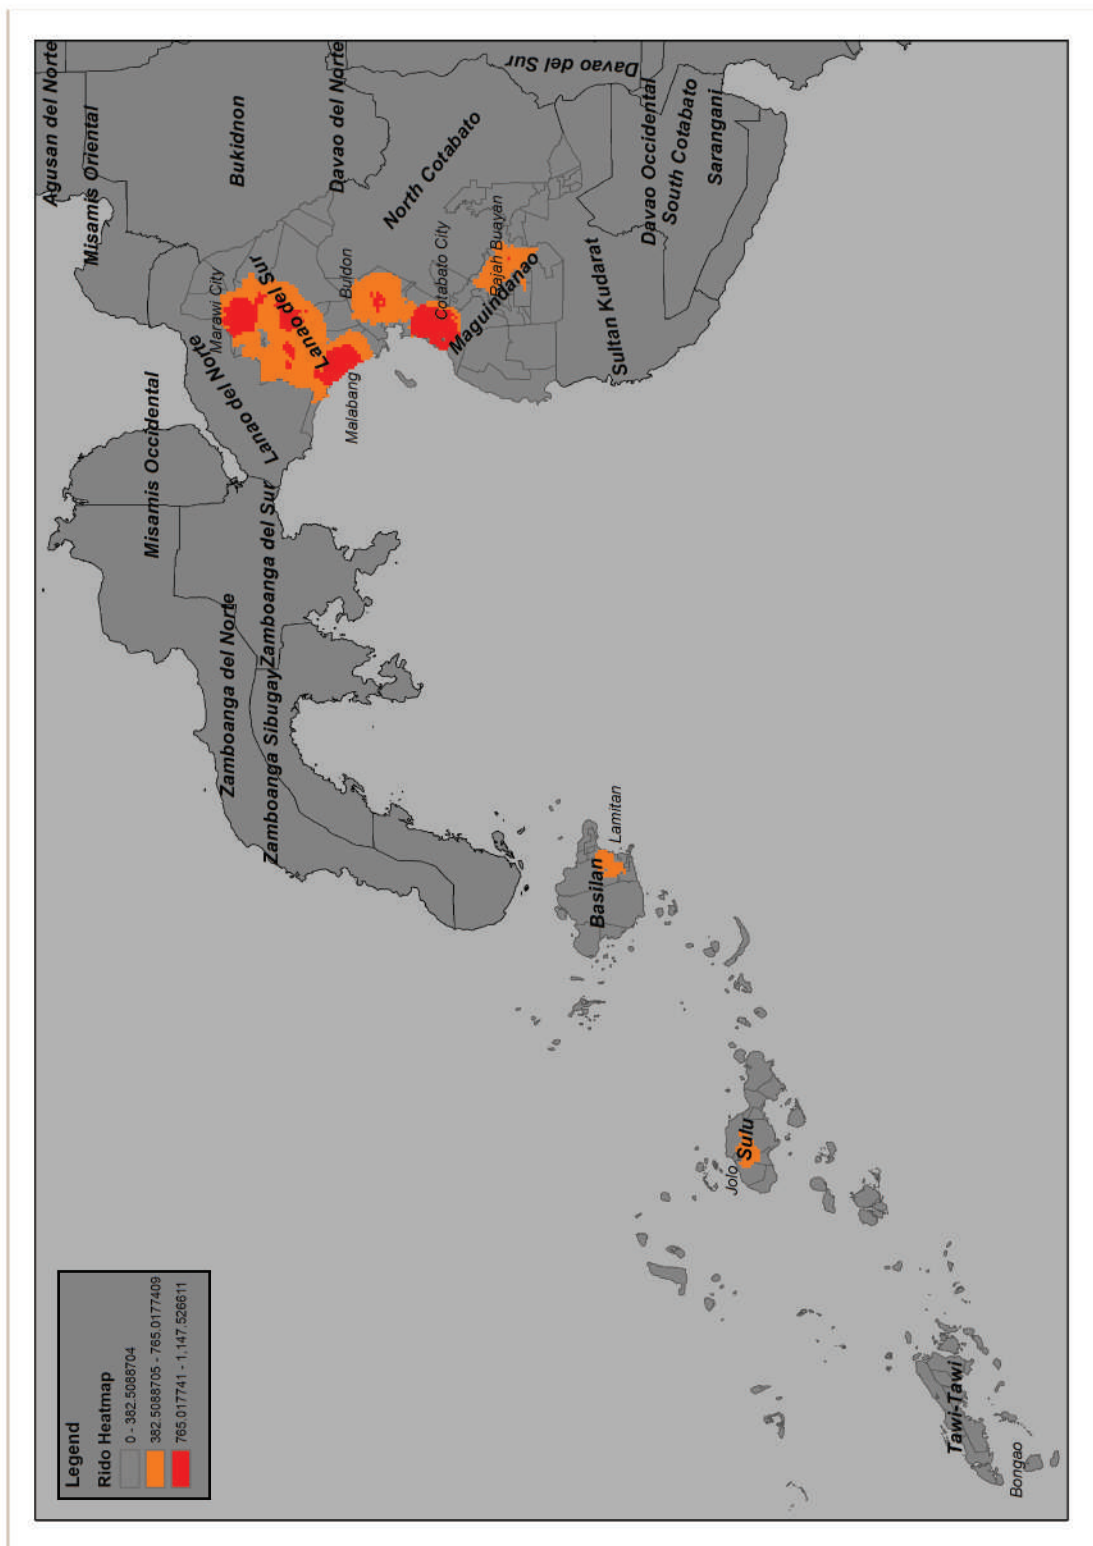 Agusan del Norte
Misamis Oriental
Bukidnon
Davao del Norte
Davao del Sur
North Cotabato
Davao Occidental
South Cotabato
Sarangani
Sultan Kudarat
Marawi City
Lanao del Sur
Buldon
Cotabato City
Rajah Buayan
Maguindanao
Lanao del Norte
Malabang
Misamis Occidental
Zamboanga del Sur
Zamboanga del Norte
Zamboanga Sibugay
Lamitan
Basilan
Sulu
Jolo
Tawi-Tawi
Bongao
Legend
Rido Heatmap
0 - 382.5088704
382.5088705 - 765.0177409
765.017741 - 1,147.526611